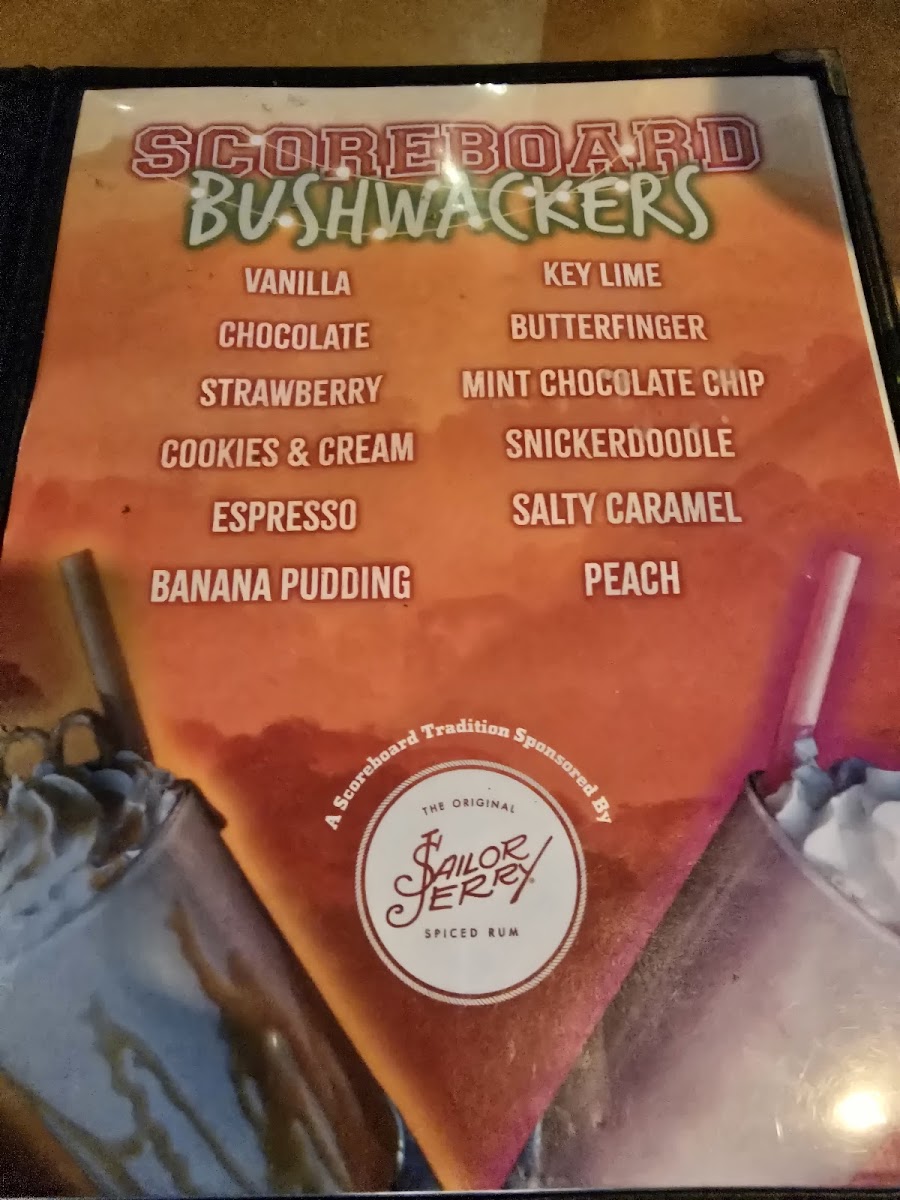 SCOREBOARD
BUSHWACKERS
VANILLA
CHOCOLATE
STRAWBERRY
COOKIES & CREAM
ESPRESSO
BANANA PUDDING
KEY LIME
BUTTERFINGER
MINT CHOCOLATE CHIP
SNICKERDOODLE
SALTY CARAMEL
PEACH
A Scoreboard Tradition Sponsored By
THE ORIGINAL
SAILOR
JERRY®
SPICED RUM